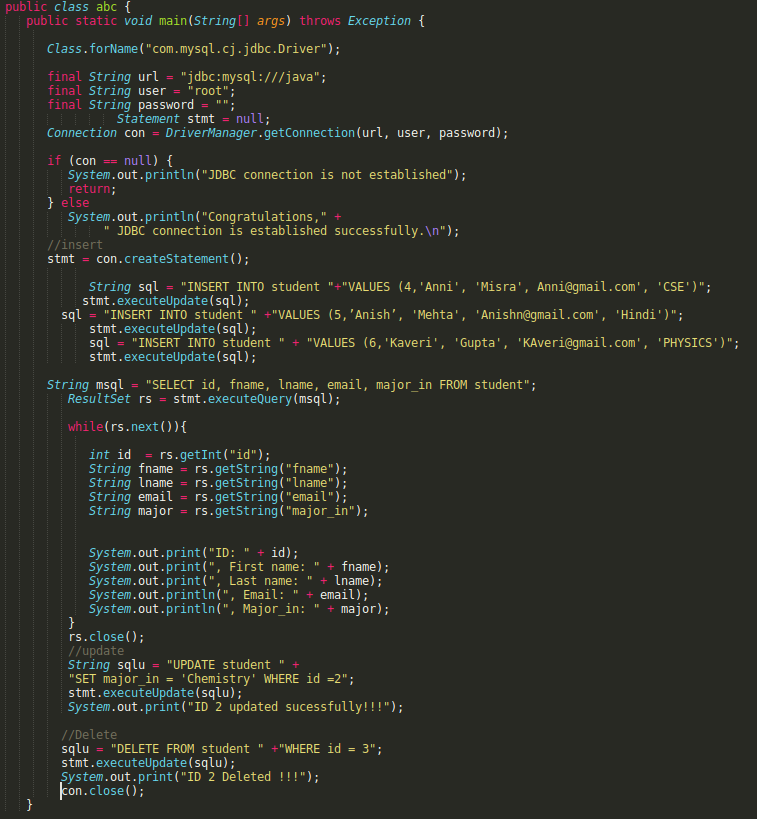 public class abc {
public static void main(String[] args) throws Exception {
Class.forName("com.mysql.cj.jdbc.Driver");
final String url = "jdbc:mysql:///java";
final String user = "root";
final String password = "";
Statement stmt = null;
Connection con = DriverManager.getConnection(url, user, password);
if (con == null) {
System.out.println("JDBC connection is not established");
return;
} else
System.out.println("Congratulations," +
" JDBC connection is established successfully.\n");
//insert
stmt = con.createStatement();
String sql = "INSERT INTO student "+"VALUES (4,'Anni', 'Misra', Anni@gmail.com', 'CSE')";
stmt.executeUpdate(sql);
sql = "INSERT INTO student " +"VALUES (5,’Anish’, 'Mehta', 'Anishn@gmail.com', 'Hindi')";
stmt.executeUpdate(sql);
sql = "INSERT INTO student " + "VALUES (6,'Kaveri', 'Gupta', 'KAveri@gmail.com', 'PHYSICS')";
stmt.executeUpdate(sql);
String msql = "SELECT id, fname, lname, email, major_in FROM student";
ResultSet rs = stmt.executeQuery(msql);
while(rs.next()){
int id  = rs.getInt("id");
String fname = rs.getString("fname");
String lname = rs.getString("lname");
String email = rs.getString("email");
String major = rs.getString("major_in");
System.out.print("ID: " + id);
System.out.print(", First name: " + fname);
System.out.print(", Last name: " + lname);
System.out.println(", Email: " + email);
System.out.println(", Major_in: " + major);
}
rs.close();
//update
String sqlu = "UPDATE student " +
"SET major_in = 'Chemistry' WHERE id =2";
stmt.executeUpdate(sqlu);
System.out.print("ID 2 updated sucessfully!!!");
//Delete
sqlu = "DELETE FROM student " +"WHERE id = 3";
stmt.executeUpdate(sqlu);
System.out.print("ID 2 Deleted !!!");
con.close();
}